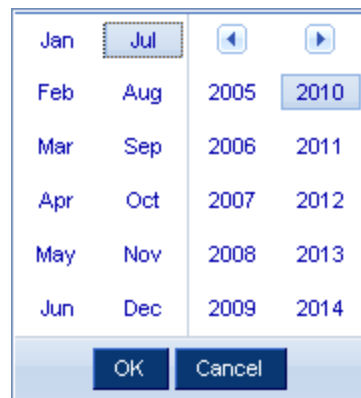 Jan Jul
Feb Aug 2005 2010
Mar Sep 2006 2011
Apr Oct 2007 2012
May Nov 2008 2013
Jun Dec 2009 2014
OK Cancel